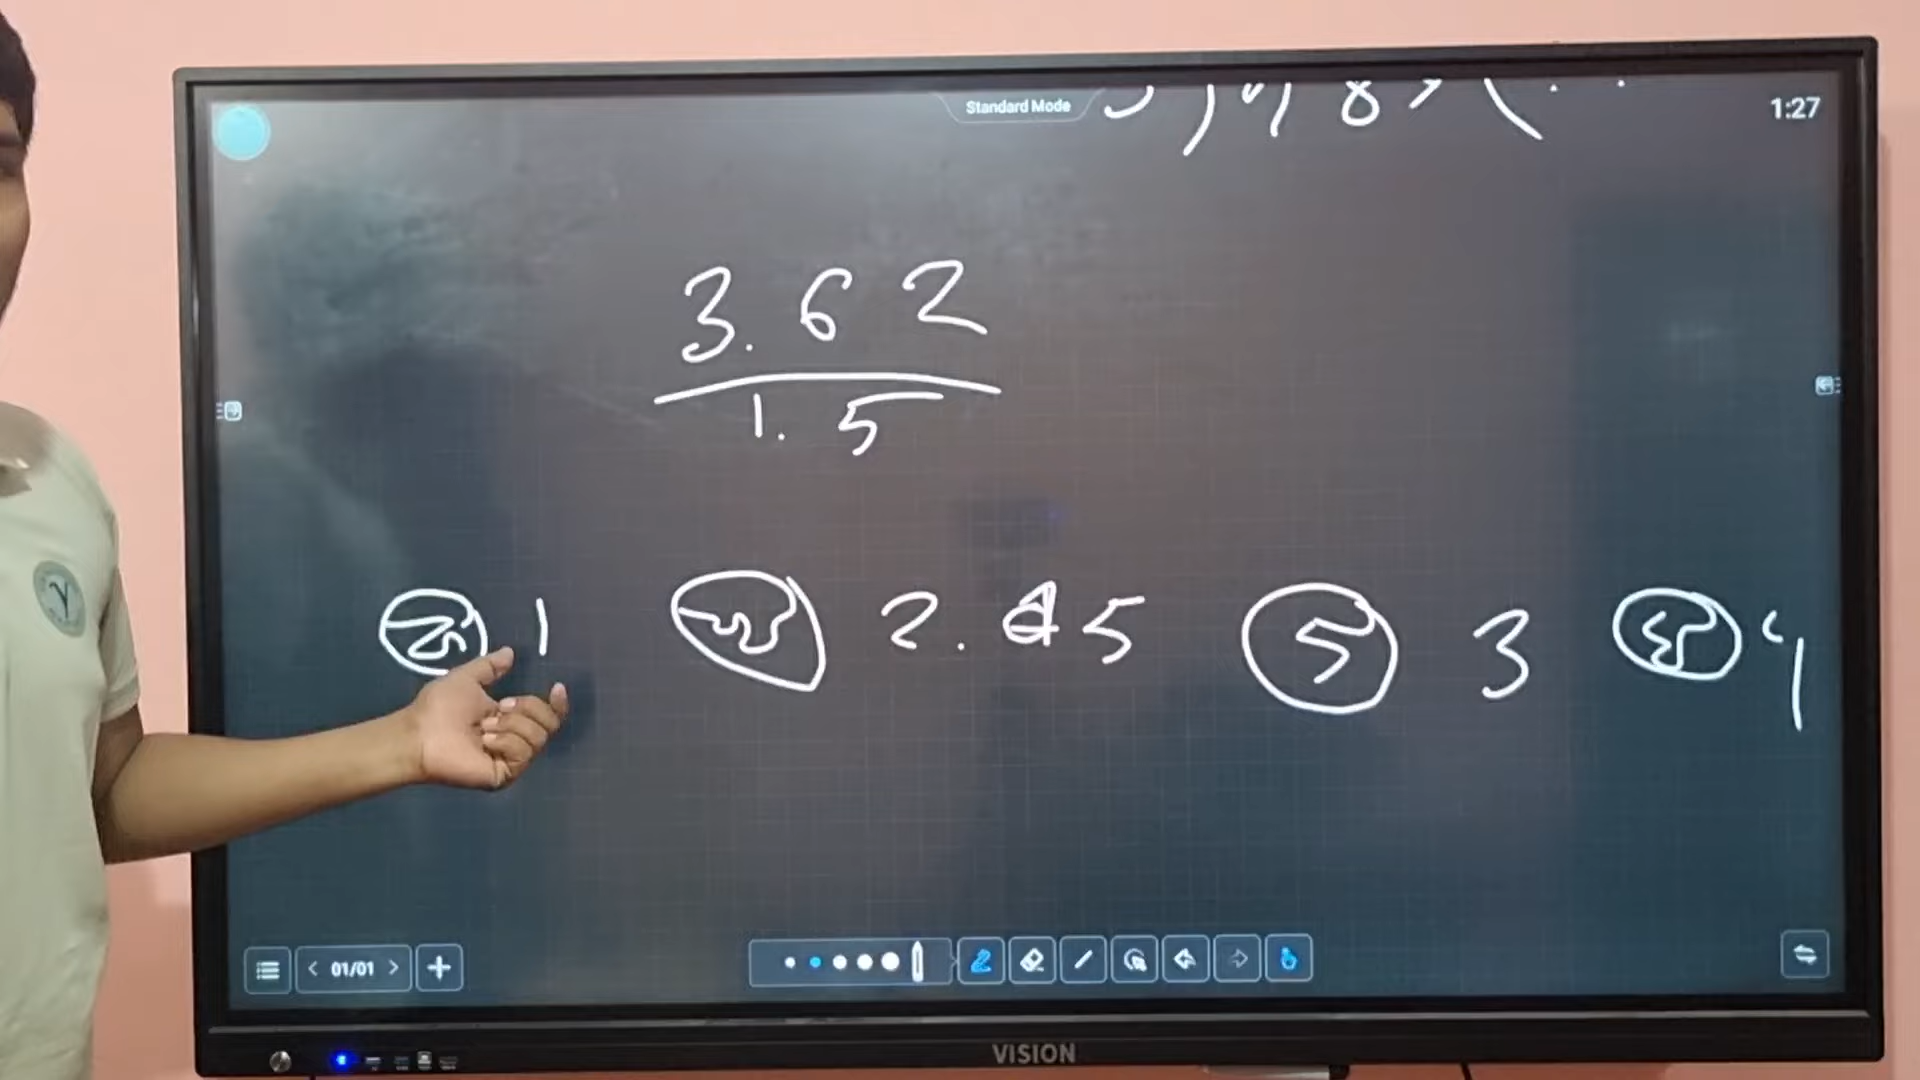 Standard Mode
1:27
3.62
1.5
ক 1 খ 2.45 গ 3 ঘ 4
01/01
VISION